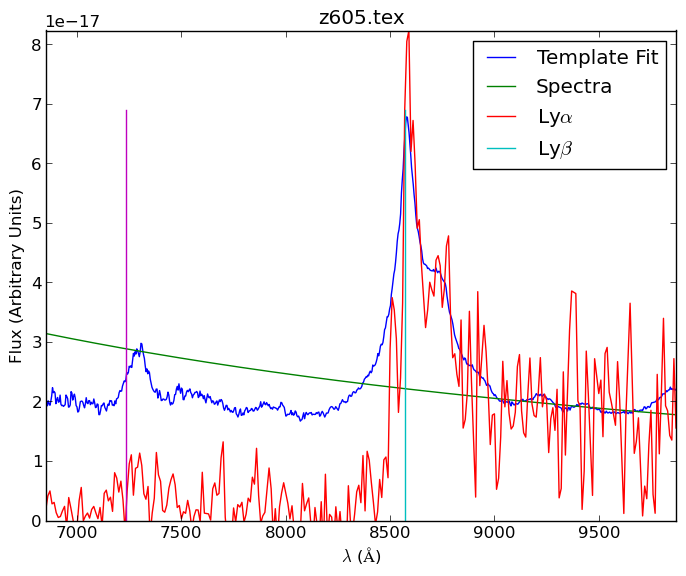 z605.tex
1e−17
8
7
6
5
4
3
2
1
0
Flux (Arbitrary Units)
Template Fit
Spectra
Lyα
Lyβ
7000 7500 8000 8500 9000 9500
λ (Å)